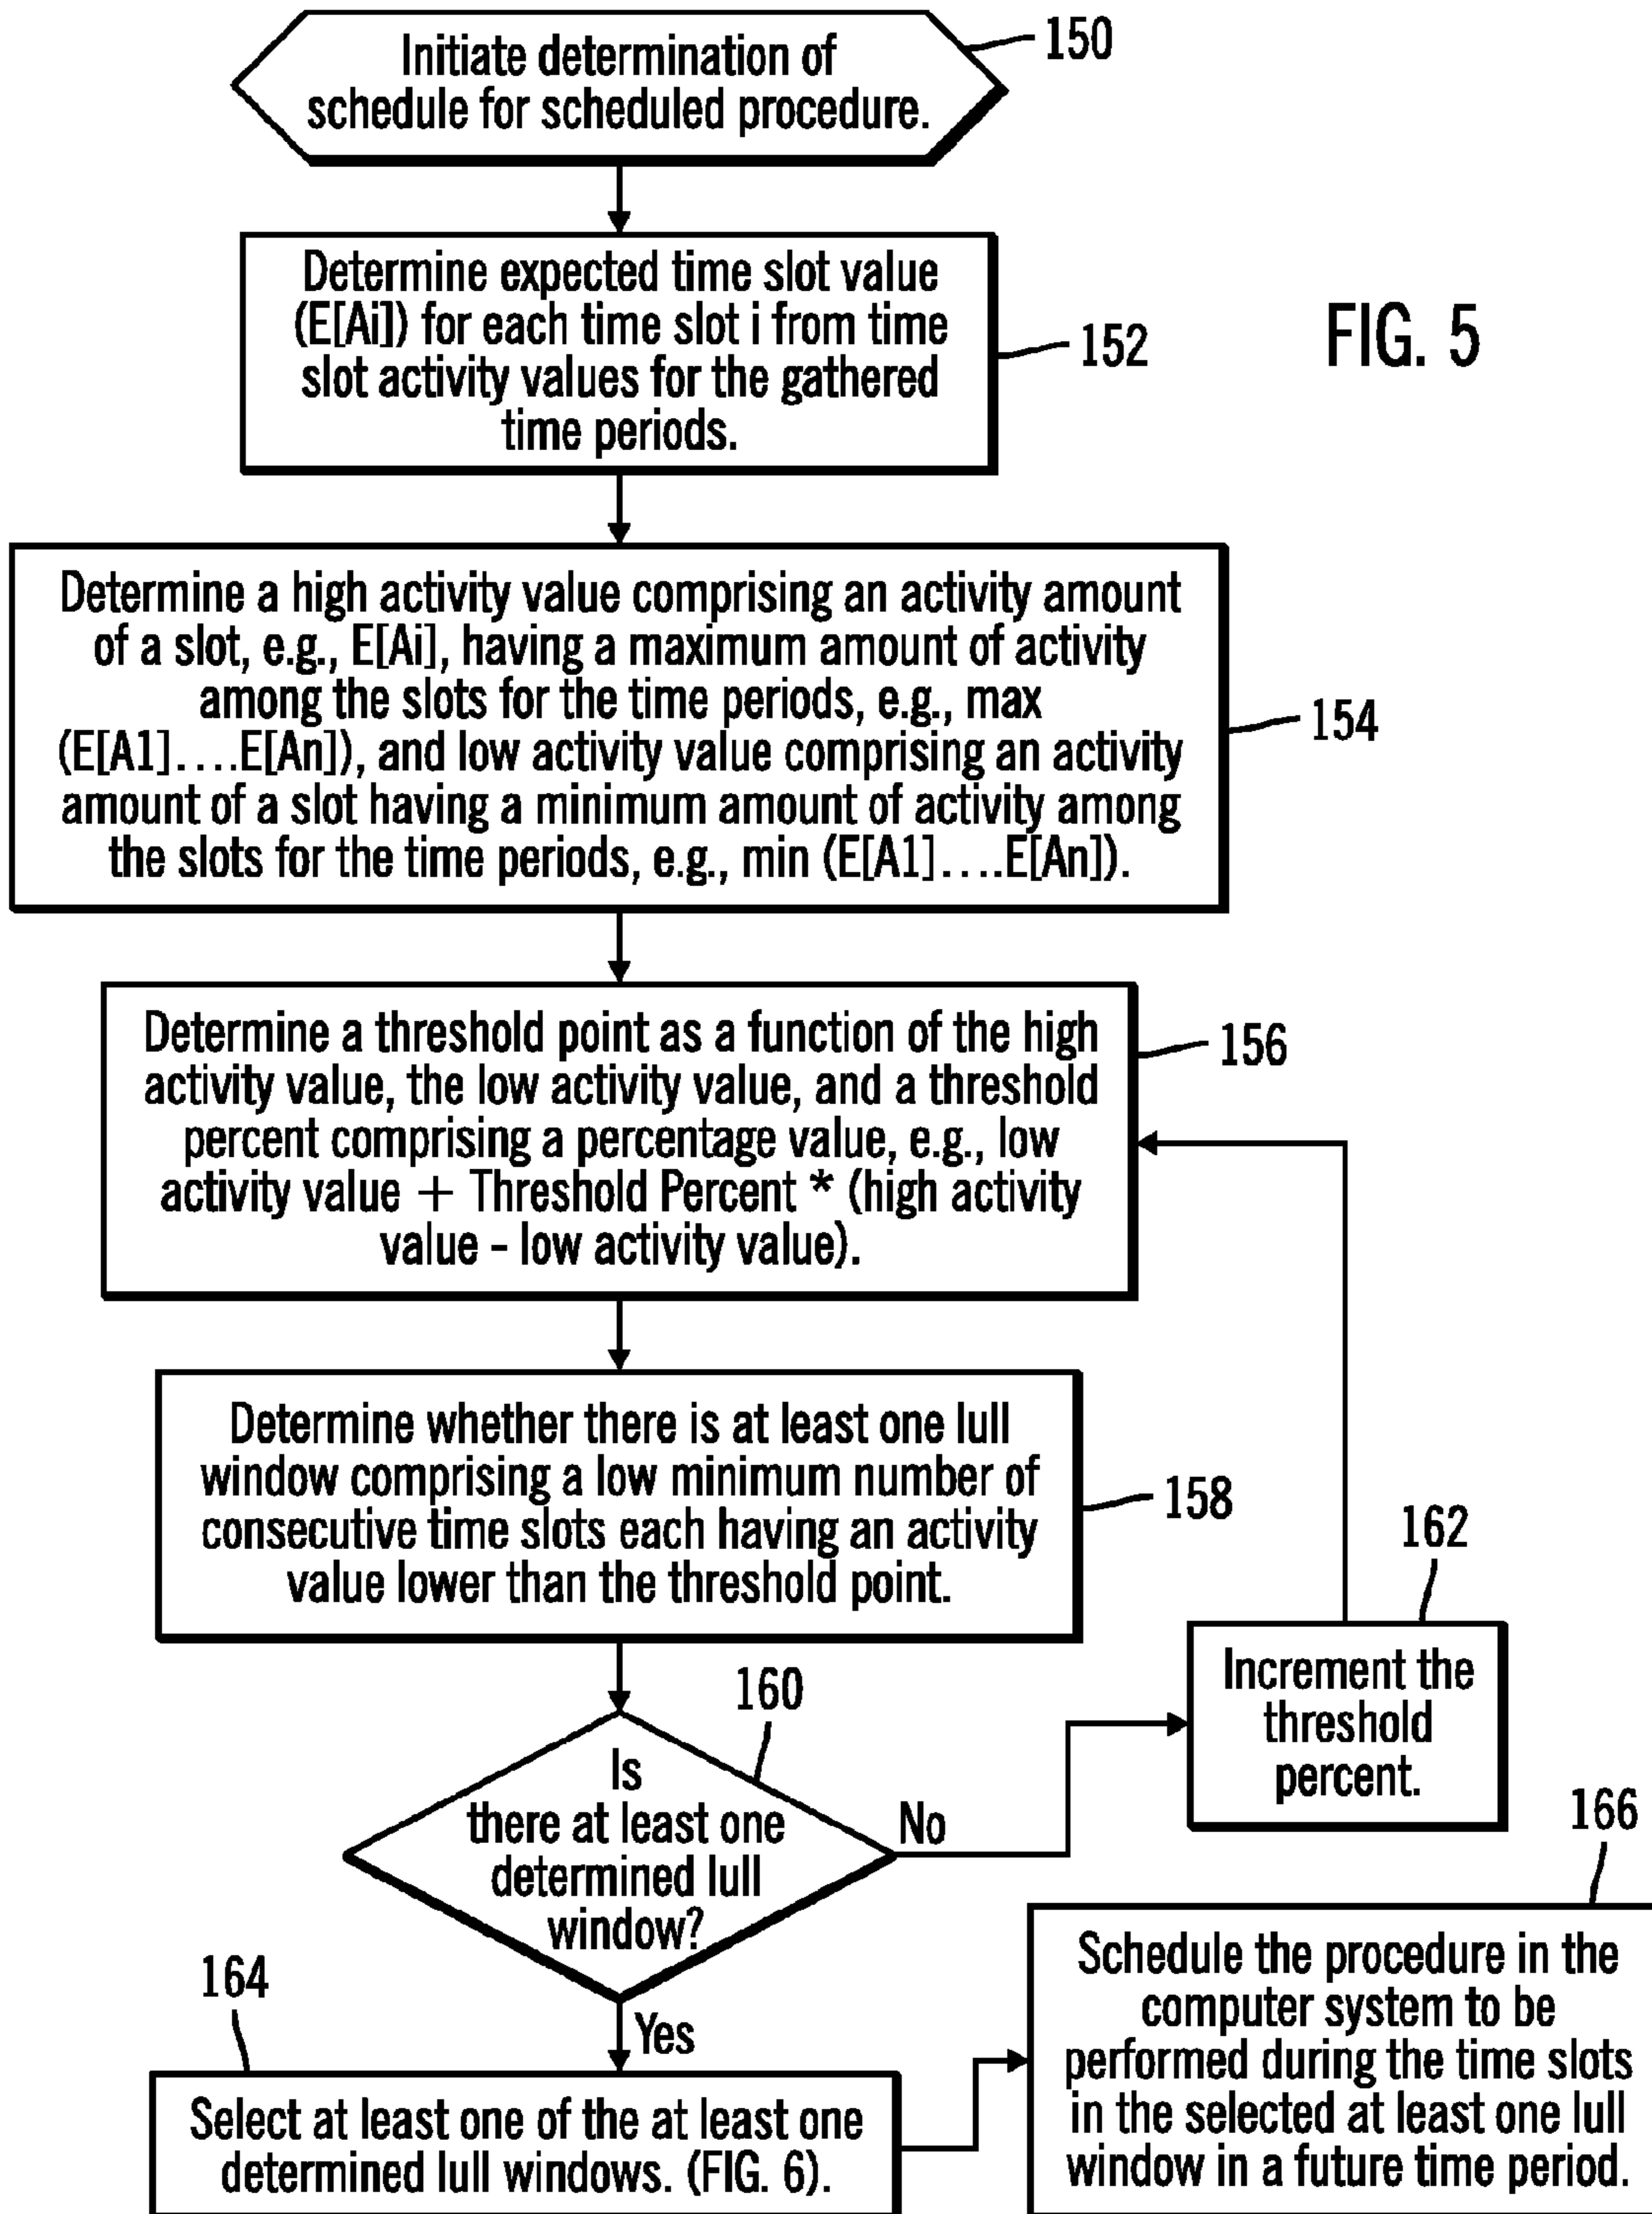 Initiate determination of
schedule for scheduled procedure.
150
Determine expected time slot value
(E[Ai]) for each time slot i from time
slot activity values for the gathered
time periods.
152
FIG. 5
Determine a high activity value comprising an activity amount
of a slot, e.g., E[Ai], having a maximum amount of activity
among the slots for the time periods, e.g., max
(E[A1]....E[An]), and low activity value comprising an activity
amount of a slot having a minimum amount of activity among
the slots for the time periods, e.g., min (E[A1]....E[An]).
154
Determine a threshold point as a function of the high
activity value, the low activity value, and a threshold
percent comprising a percentage value, e.g., low
activity value + Threshold Percent * (high activity
value - low activity value).
156
Determine whether there is at least one lull
window comprising a low minimum number of
consecutive time slots each having an activity
value lower than the threshold point.
158
160
Is
there at least one
determined lull
window?
No
Yes
162
Increment the
threshold
percent.
164
Select at least one of the at least one
determined lull windows. (FIG. 6).
166
Schedule the procedure in the
computer system to be
performed during the time slots
in the selected at least one lull
window in a future time period.